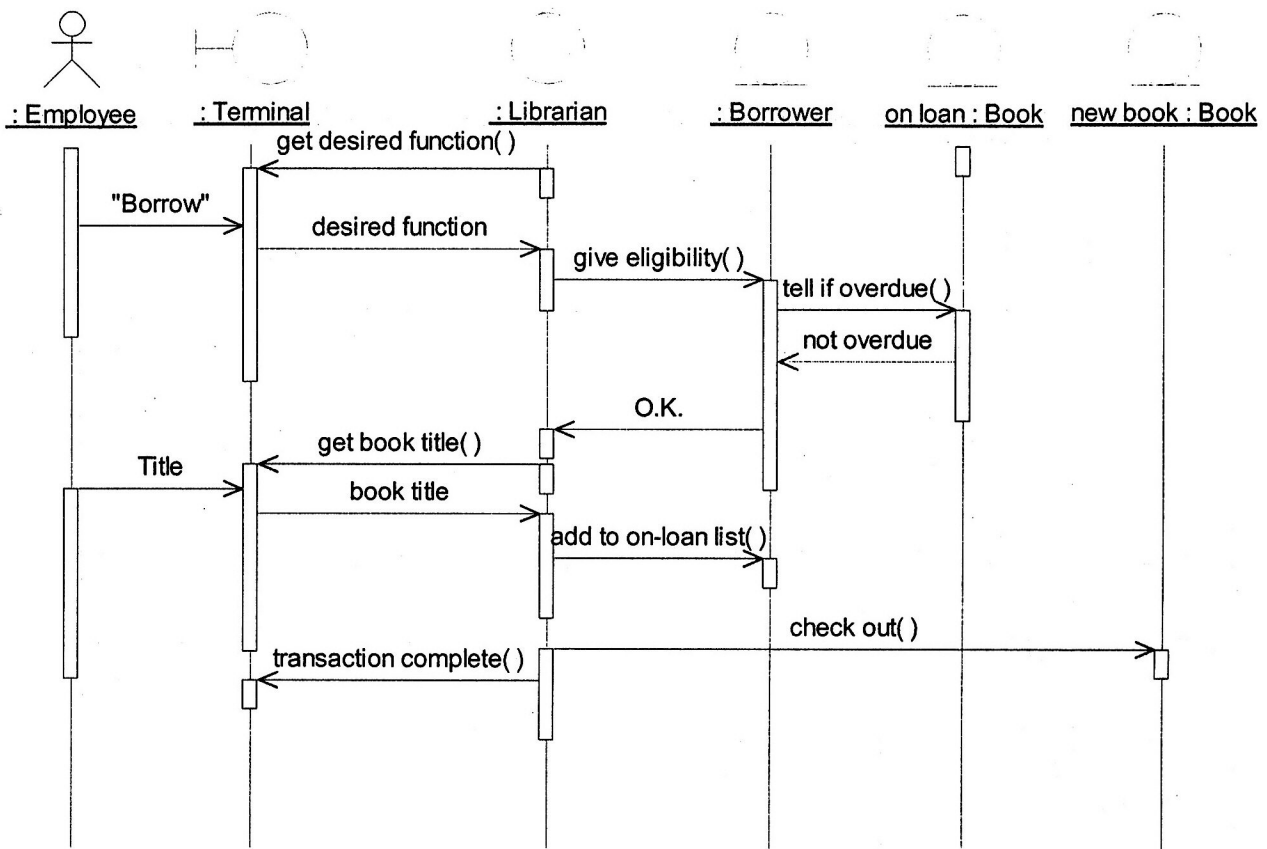 : Employee
: Terminal
: Librarian
: Borrower
on loan : Book
new book : Book
get desired function( )
"Borrow"
desired function
give eligibility( )
tell if overdue( )
not overdue
O.K.
get book title( )
Title
book title
add to on-loan list( )
check out( )
transaction complete( )